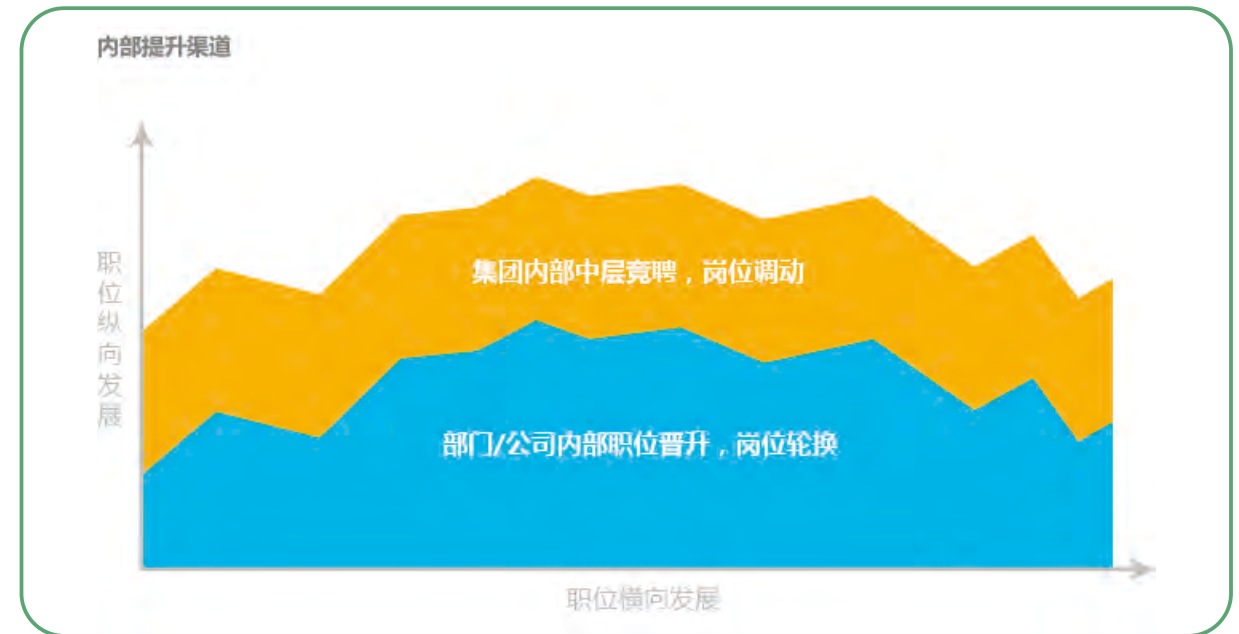 内部提升渠道
职位纵向发展
集团内部中层竞聘，岗位调动
部门/公司内部职位晋升，岗位轮换
职位横向发展